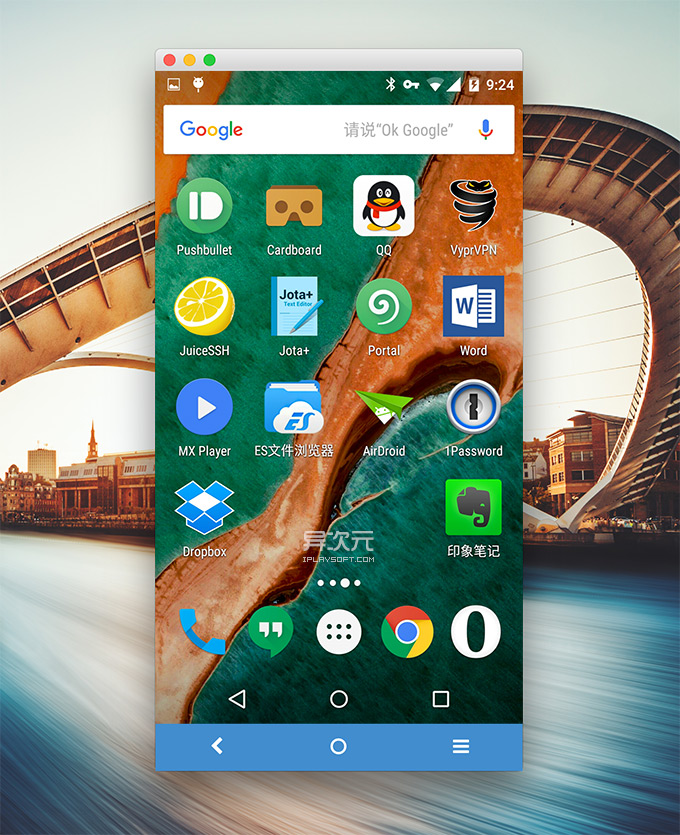 9:24
Google 请说“Ok Google”
Pushbullet Cardboard QQ VyprVPN
Jota+
Text Editor
W
JuiceSSH Jota+ Portal Word
ES
MX Player ES文件浏览器 AirDroid 1Password
Dropbox 印象笔记
异次元
IPLAYSOFT.COM